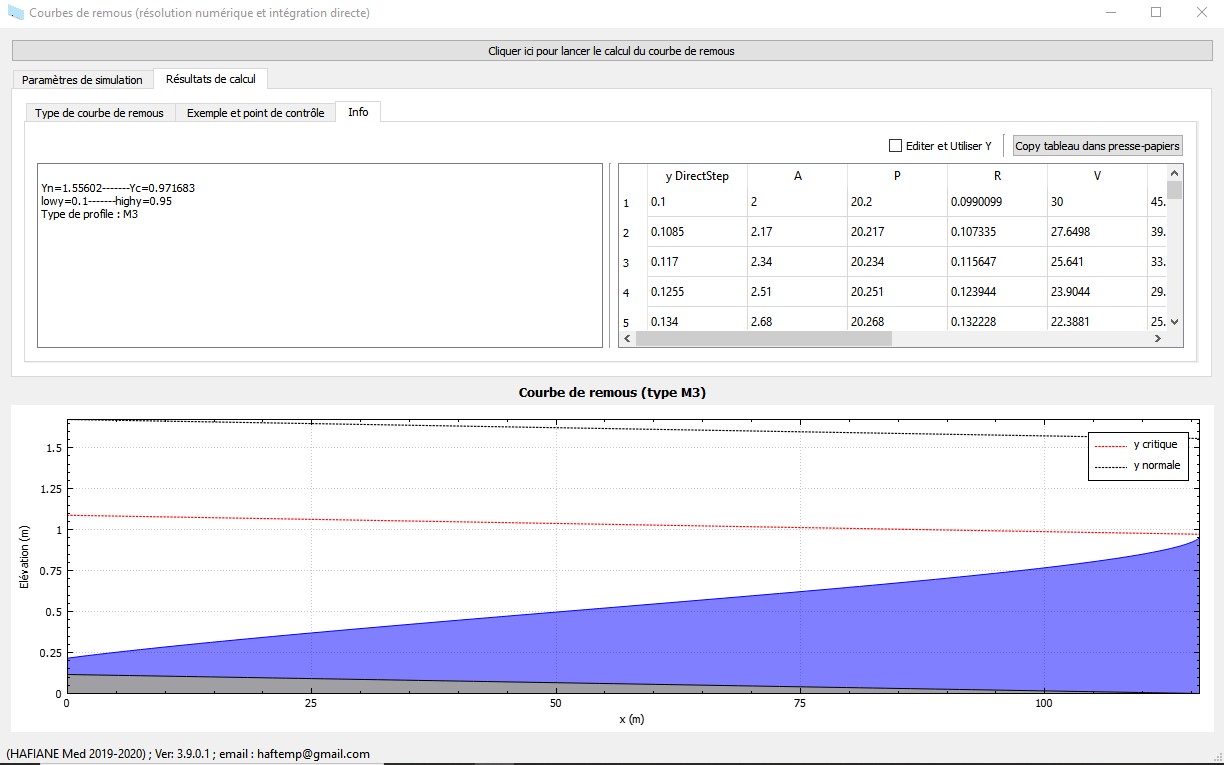 Courbes de remous (résolution numérique et intégration directe)
Cliquer ici pour lancer le calcul du courbe de remous
Paramètres de simulation Résultats de calcul
Type de courbe de remous Exemple et point de contrôle Info
Editer et Utiliser Y Copy tableau dans presse-papiers
Yn=1.55602-------Yc=0.971683
lowy=0.1-------highy=0.95
Type de profile : M3
y DirectStep A P R V
1 0.1 2 20.2 0.0990099 30 45.
2 0.1085 2.17 20.217 0.107335 27.6498 39.
3 0.117 2.34 20.234 0.115647 25.641 33.
4 0.1255 2.51 20.251 0.123944 23.9044 29.
5 0.134 2.68 20.268 0.132228 22.3881 25.
Courbe de remous (type M3)
y critique
y normale
1.5
1.25
1
0.75
0.5
0.25
0
Elévation (m)
0 25 50 75 100
x (m)
(HAFIANE Med 2019-2020) ; Ver: 3.9.0.1 ; email : haftemp@gmail.com